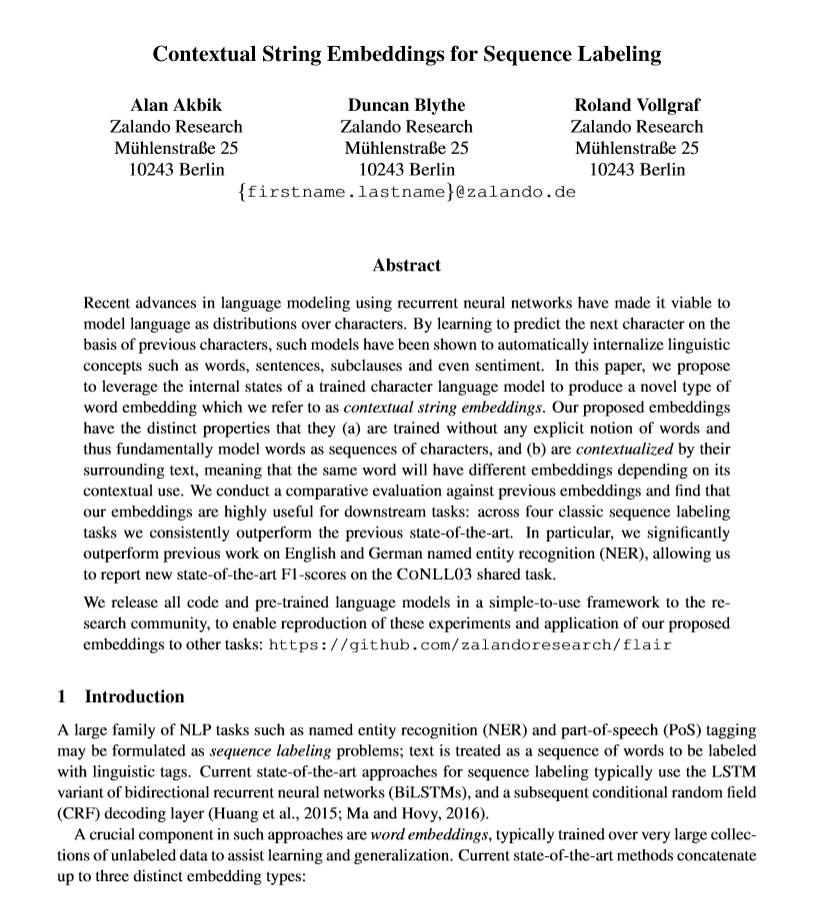 Contextual String Embeddings for Sequence Labeling
Alan Akbik Duncan Blythe Roland Vollgraf
Zalando Research Zalando Research Zalando Research
Mühlenstraße 25 Mühlenstraße 25 Mühlenstraße 25
10243 Berlin 10243 Berlin 10243 Berlin
{firstname.lastname}@zalando.de
Abstract
Recent advances in language modeling using recurrent neural networks have made it viable to
model language as distributions over characters. By learning to predict the next character on the
basis of previous characters, such models have been shown to automatically internalize linguistic
concepts such as words, sentences, subclauses and even sentiment. In this paper, we propose
to leverage the internal states of a trained character language model to produce a novel type of
word embedding which we refer to as contextual string embeddings. Our proposed embeddings
have the distinct properties that they (a) are trained without any explicit notion of words and
thus fundamentally model words as sequences of characters, and (b) are contextualized by their
surrounding text, meaning that the same word will have different embeddings depending on its
contextual use. We conduct a comparative evaluation against previous embeddings and find that
our embeddings are highly useful for downstream tasks: across four classic sequence labeling
tasks we consistently outperform the previous state-of-the-art. In particular, we significantly
outperform previous work on English and German named entity recognition (NER), allowing us
to report new state-of-the-art F1-scores on the CONLL03 shared task.
We release all code and pre-trained language models in a simple-to-use framework to the re-
search community, to enable reproduction of these experiments and application of our proposed
embeddings to other tasks: https://github.com/zalandoresearch/flair
1 Introduction
A large family of NLP tasks such as named entity recognition (NER) and part-of-speech (PoS) tagging
may be formulated as sequence labeling problems; text is treated as a sequence of words to be labeled
with linguistic tags. Current state-of-the-art approaches for sequence labeling typically use the LSTM
variant of bidirectional recurrent neural networks (BiLSTMs), and a subsequent conditional random field
(CRF) decoding layer (Huang et al., 2015; Ma and Hovy, 2016).
A crucial component in such approaches are word embeddings, typically trained over very large collec-
tions of unlabeled data to assist learning and generalization. Current state-of-the-art methods concatenate
up to three distinct embedding types: